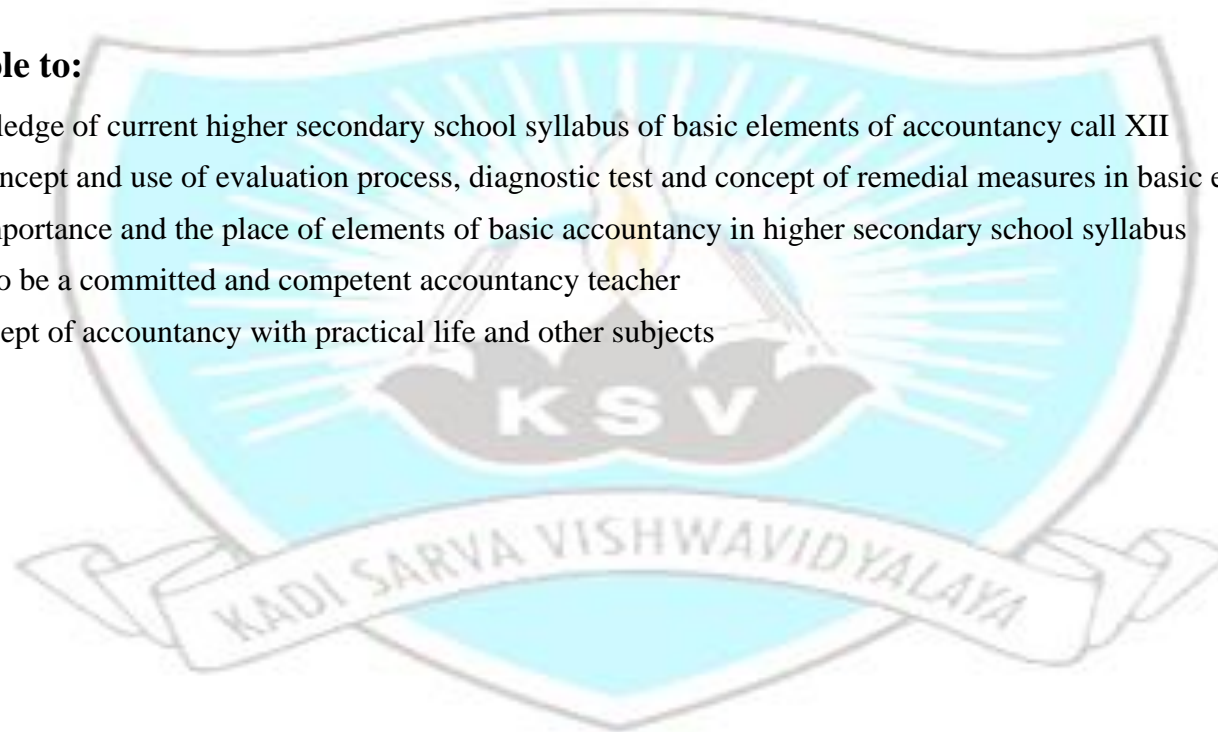 ble to:
ledge of current higher secondary school syllabus of basic elements of accountancy call XII
ncept and use of evaluation process, diagnostic test and concept of remedial measures in basic e
portance and the place of elements of basic accountancy in higher secondary school syllabus
o be a committed and competent accountancy teacher
ept of accountancy with practical life and other subjects
KSV
KADI SARVA VISHWAVIDYALAYA